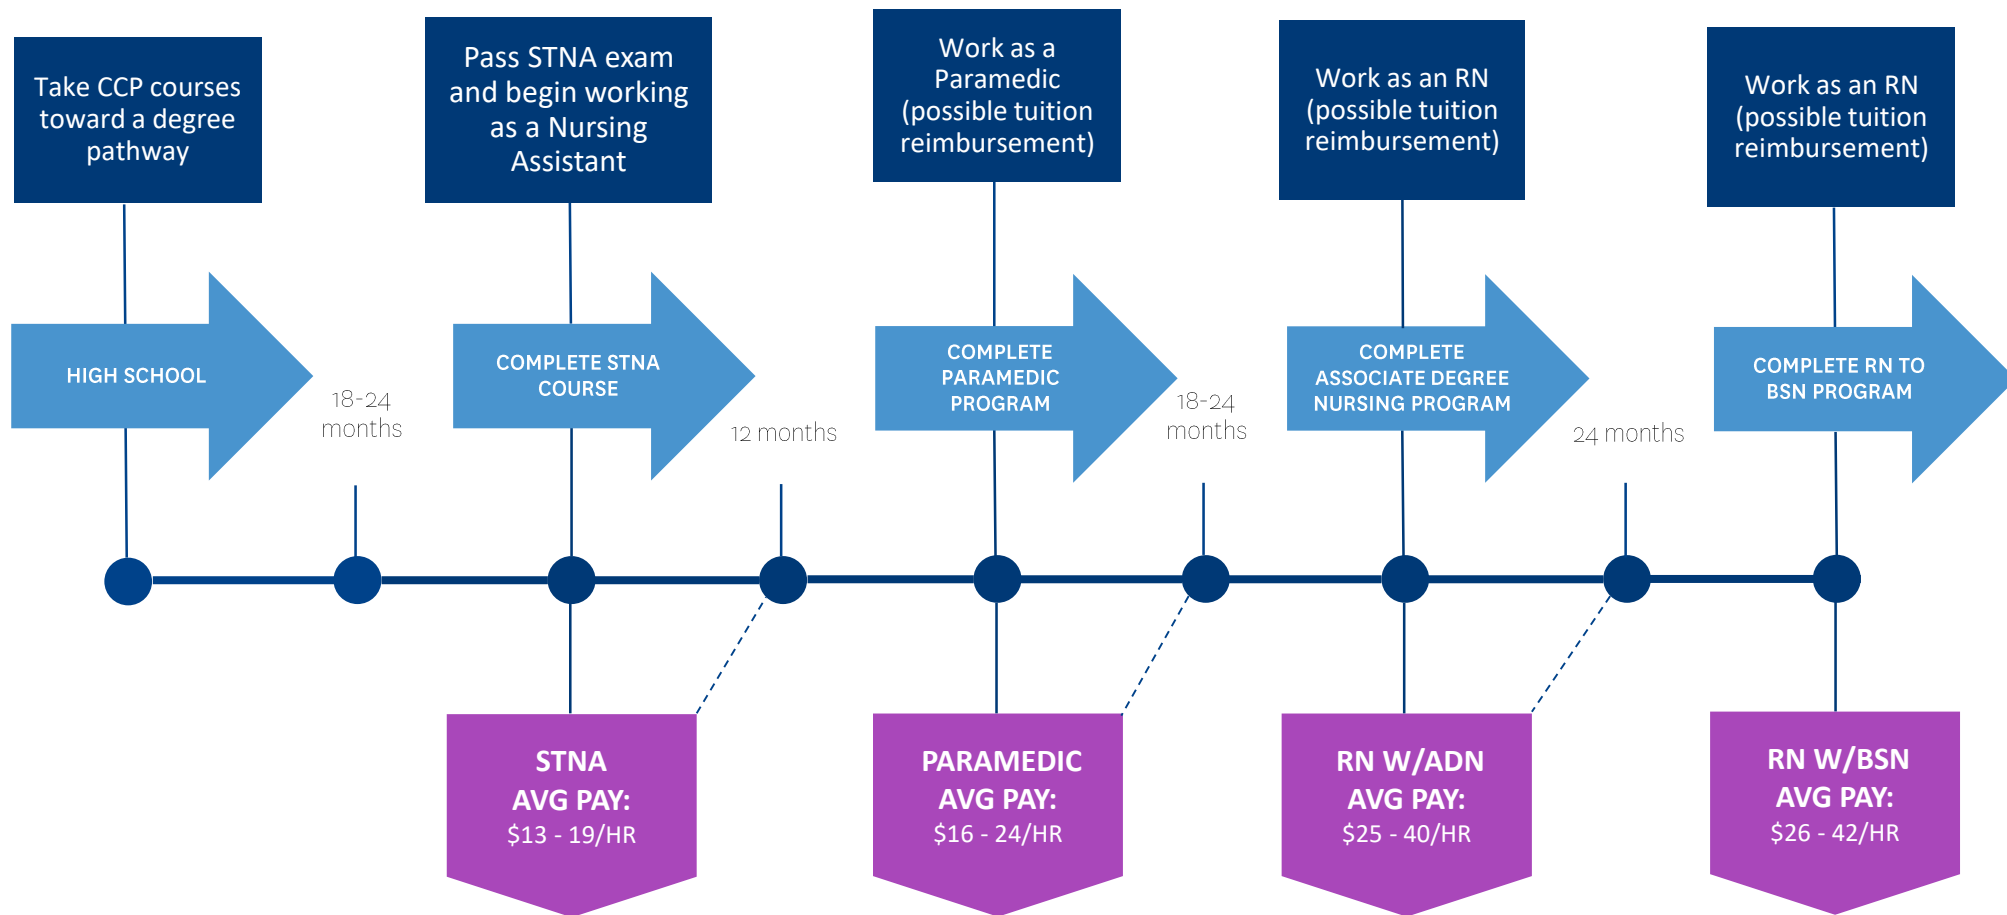 Take CCP courses
toward a degree
pathway
Pass STNA exam
and begin working
as a Nursing
Assistant
Work as a
Paramedic
(possible tuition
reimbursement)
Work as an RN
(possible tuition
reimbursement)
Work as an RN
(possible tuition
reimbursement)
HIGH SCHOOL
18-24
months
COMPLETE STNA
COURSE
12 months
COMPLETE
PARAMEDIC
PROGRAM
18-24
months
COMPLETE
ASSOCIATE DEGREE
NURSING PROGRAM
24 months
COMPLETE RN TO
BSN PROGRAM
STNA
AVG PAY:
$13 - 19/HR
PARAMEDIC
AVG PAY:
$16 - 24/HR
RN W/ADN
AVG PAY:
$25 - 40/HR
RN W/BSN
AVG PAY:
$26 - 42/HR